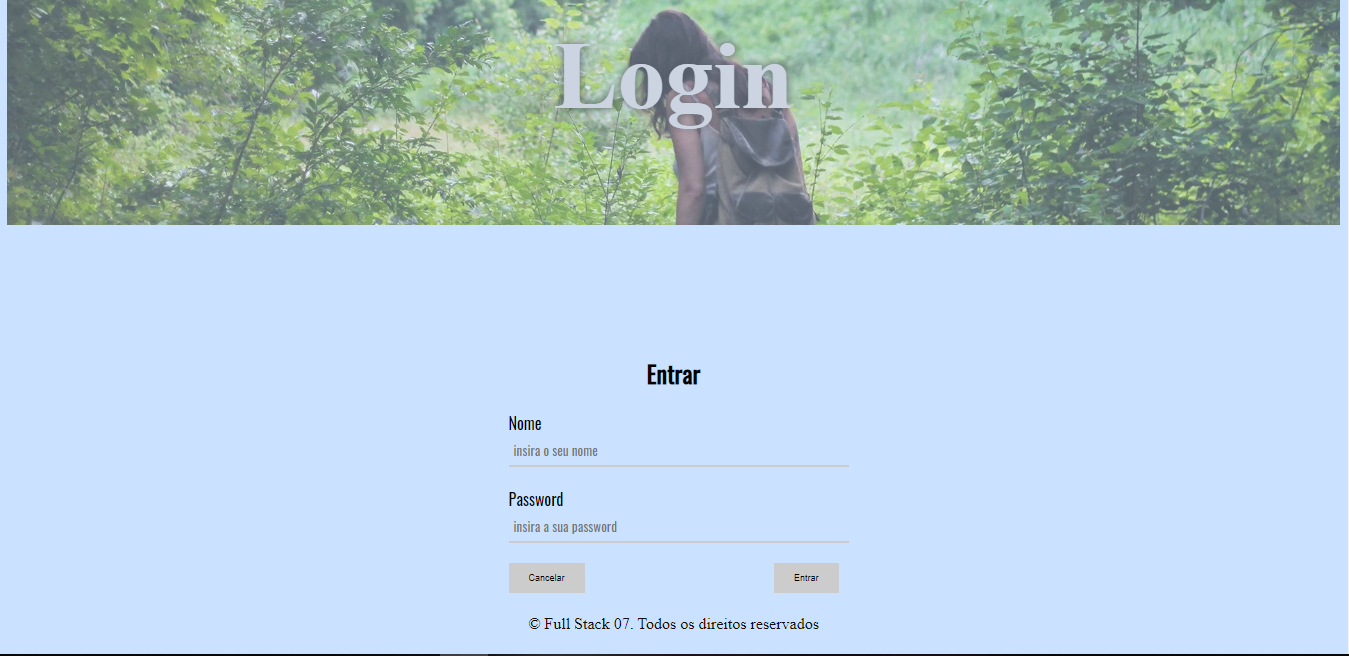 Login
Entrar
Nome
insira o seu nome
Password
insira a sua password
Cancelar Entrar
© Full Stack 07. Todos os direitos reservados